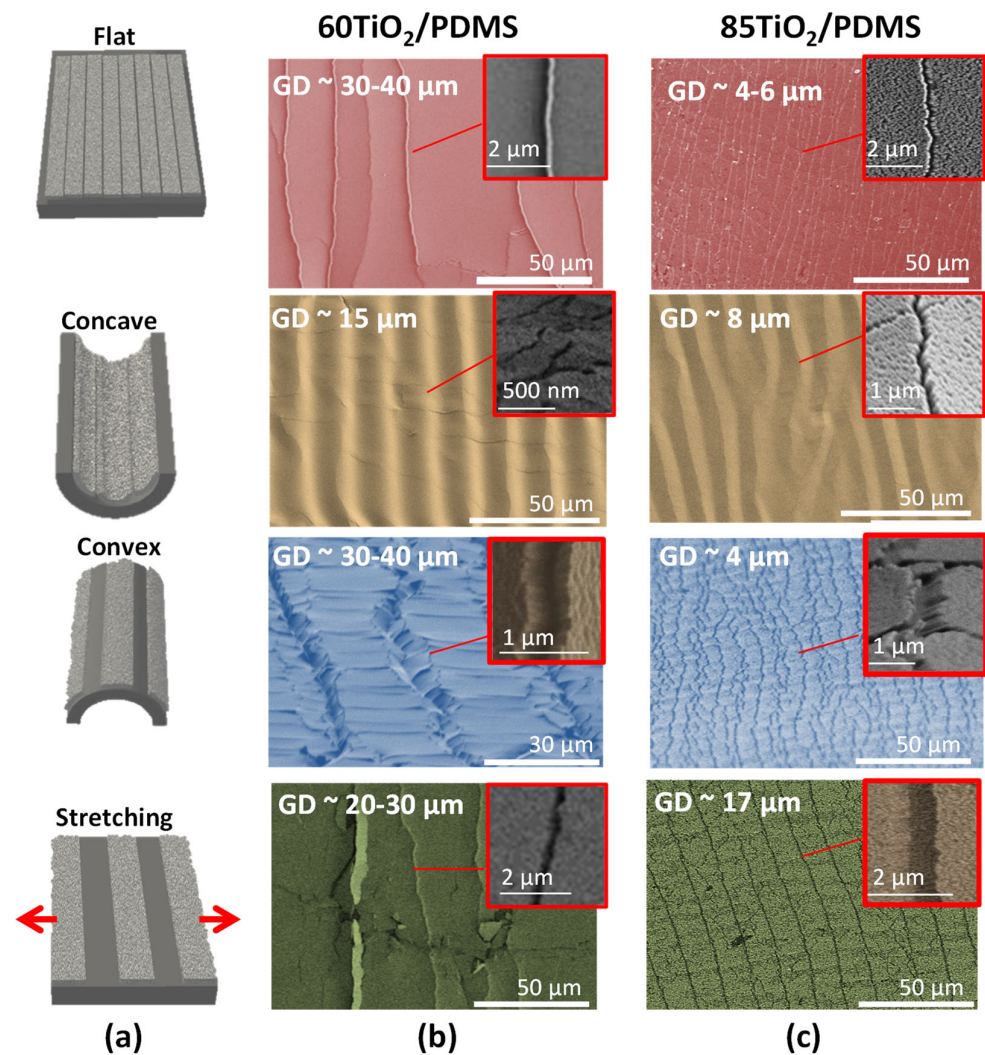 Flat
60TiO₂/PDMS
85TiO₂/PDMS
GD ~ 30-40 µm
2 µm
50 µm
GD ~ 4-6 µm
2 µm
50 µm
Concave
GD ~ 15 µm
500 nm
50 µm
GD ~ 8 µm
1 µm
50 µm
Convex
GD ~ 30-40 µm
1 µm
30 µm
GD ~ 4 µm
1 µm
50 µm
Stretching
GD ~ 20-30 µm
2 µm
50 µm
GD ~ 17 µm
2 µm
50 µm
(a)
(b)
(c)